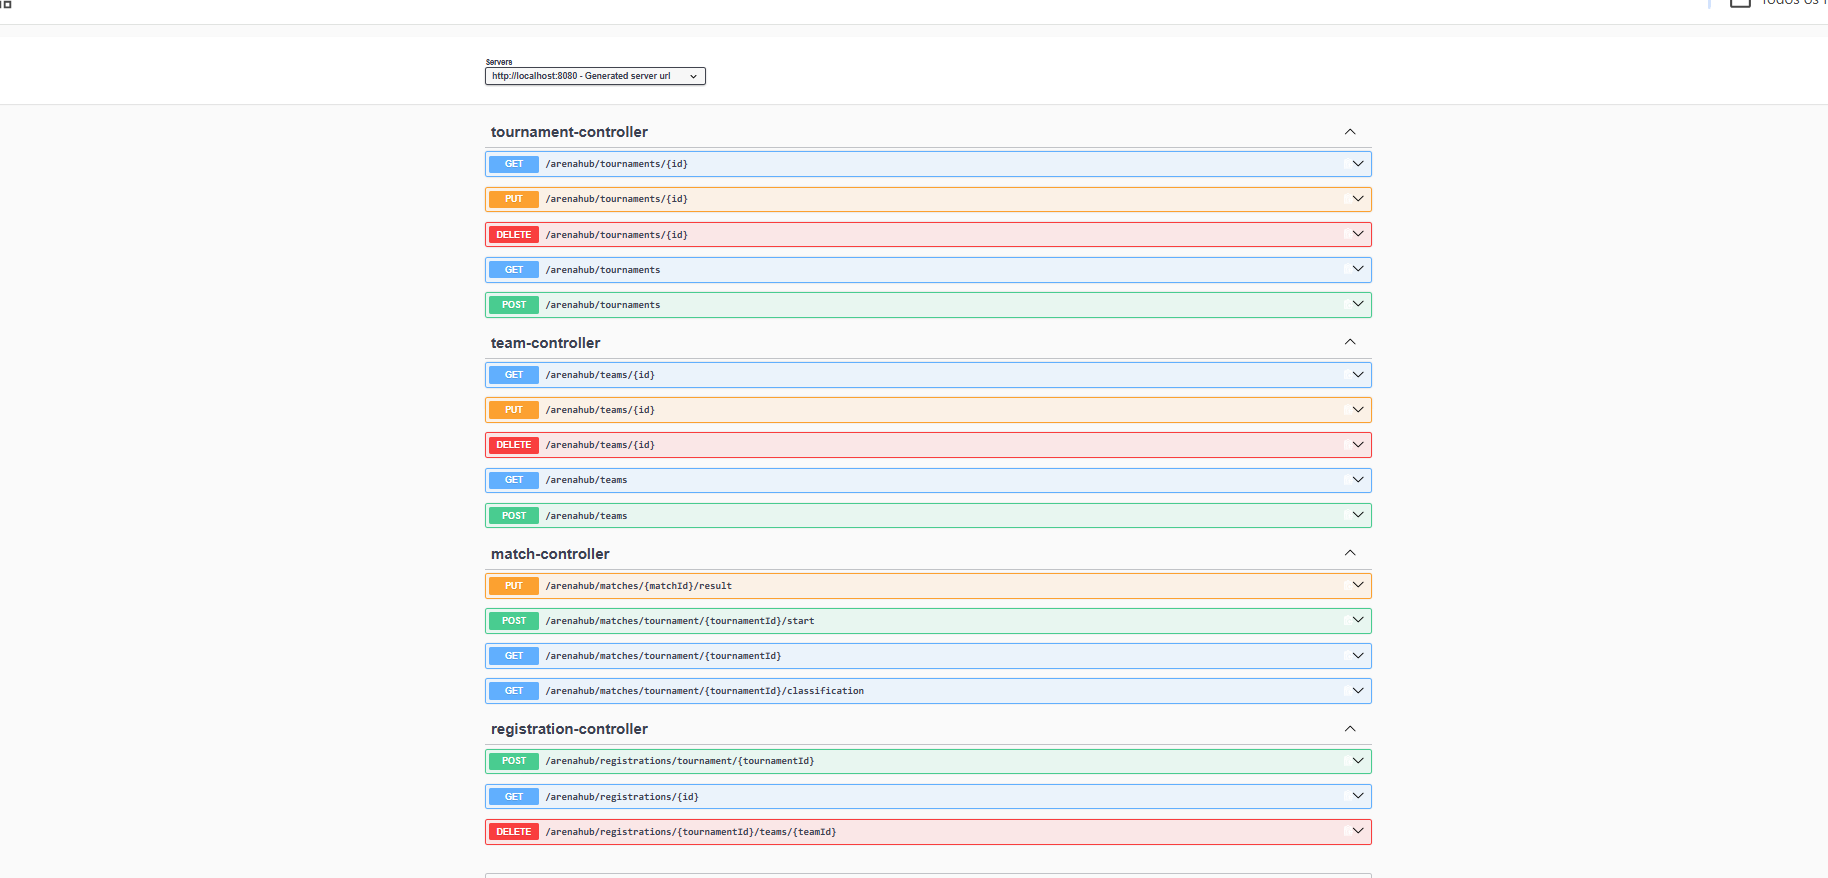 Todos os
Servers
http://localhost:8080 - Generated server url
tournament-controller
GET /arenahub/tournaments/{id}
PUT /arenahub/tournaments/{id}
DELETE /arenahub/tournaments/{id}
GET /arenahub/tournaments
POST /arenahub/tournaments
team-controller
GET /arenahub/teams/{id}
PUT /arenahub/teams/{id}
DELETE /arenahub/teams/{id}
GET /arenahub/teams
POST /arenahub/teams
match-controller
PUT /arenahub/matches/{matchId}/result
POST /arenahub/matches/tournament/{tournamentId}/start
GET /arenahub/matches/tournament/{tournamentId}
GET /arenahub/matches/tournament/{tournamentId}/classification
registration-controller
POST /arenahub/registrations/tournament/{tournamentId}
GET /arenahub/registrations/{id}
DELETE /arenahub/registrations/{tournamentId}/teams/{teamId}